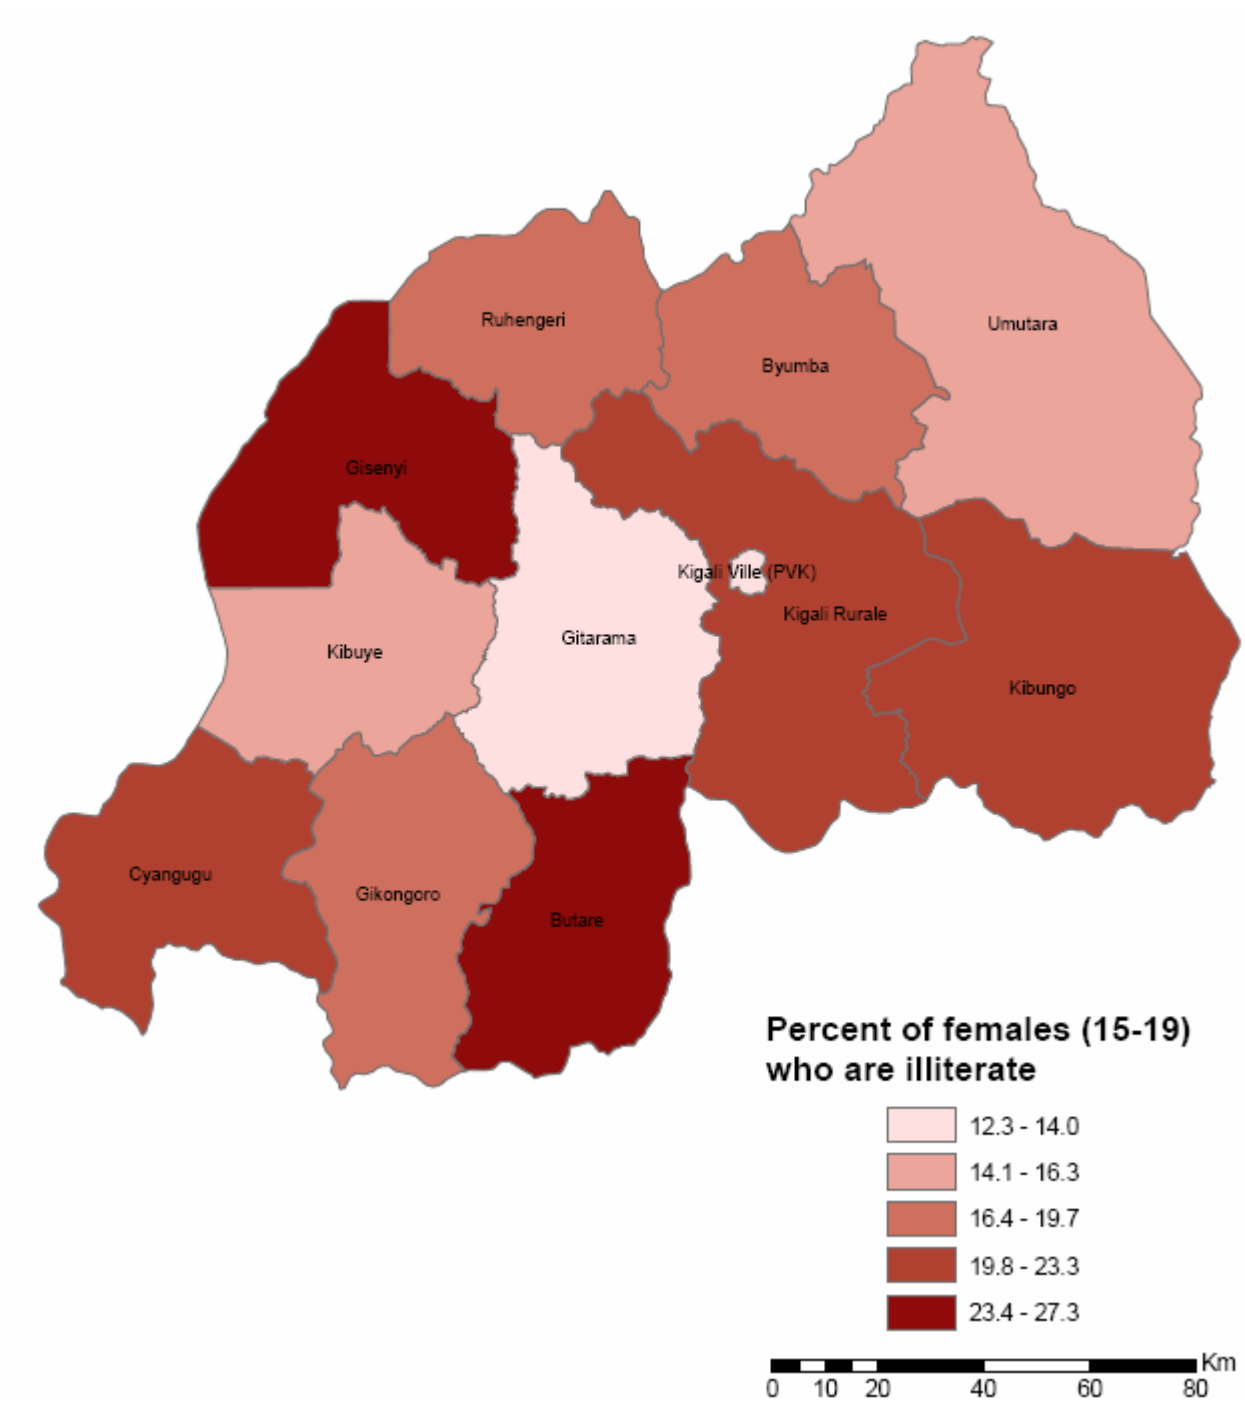 Ruhengeri
Umutara
Byumba
Gisenyi
Kigali Ville (PVK)
Kigali Rurale
Gitarama
Kibuye
Kibungo
Cyangugu
Gikongoro
Butare
Percent of females (15-19)
who are illiterate
12.3 - 14.0
14.1 - 16.3
16.4 - 19.7
19.8 - 23.3
23.4 - 27.3
Km
0 10 20 40 60 80